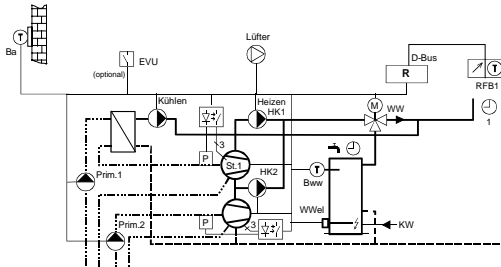 T
Ba
EVU
(optional)
Lüfter
D-Bus
R
T
RFB1
1
Kühlen
Heizen
HK1
M
WW
3
P
St.1
HK2
T
Bww
Prim.1
WWel
KW
P
3
Prim.2